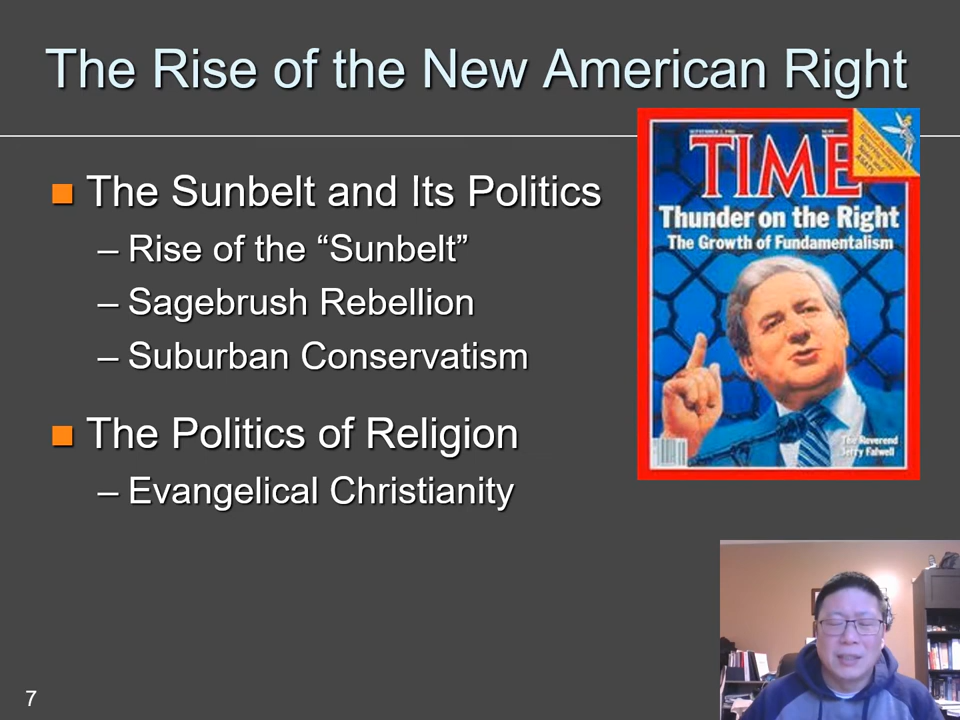 The Rise of the New American Right
■ The Sunbelt and Its Politics
– Rise of the “Sunbelt”
– Sagebrush Rebellion
– Suburban Conservatism
■ The Politics of Religion
– Evangelical Christianity
TIME
Thunder on the Right
The Growth of Fundamentalism
The Reverend
Jerry Falwell
7